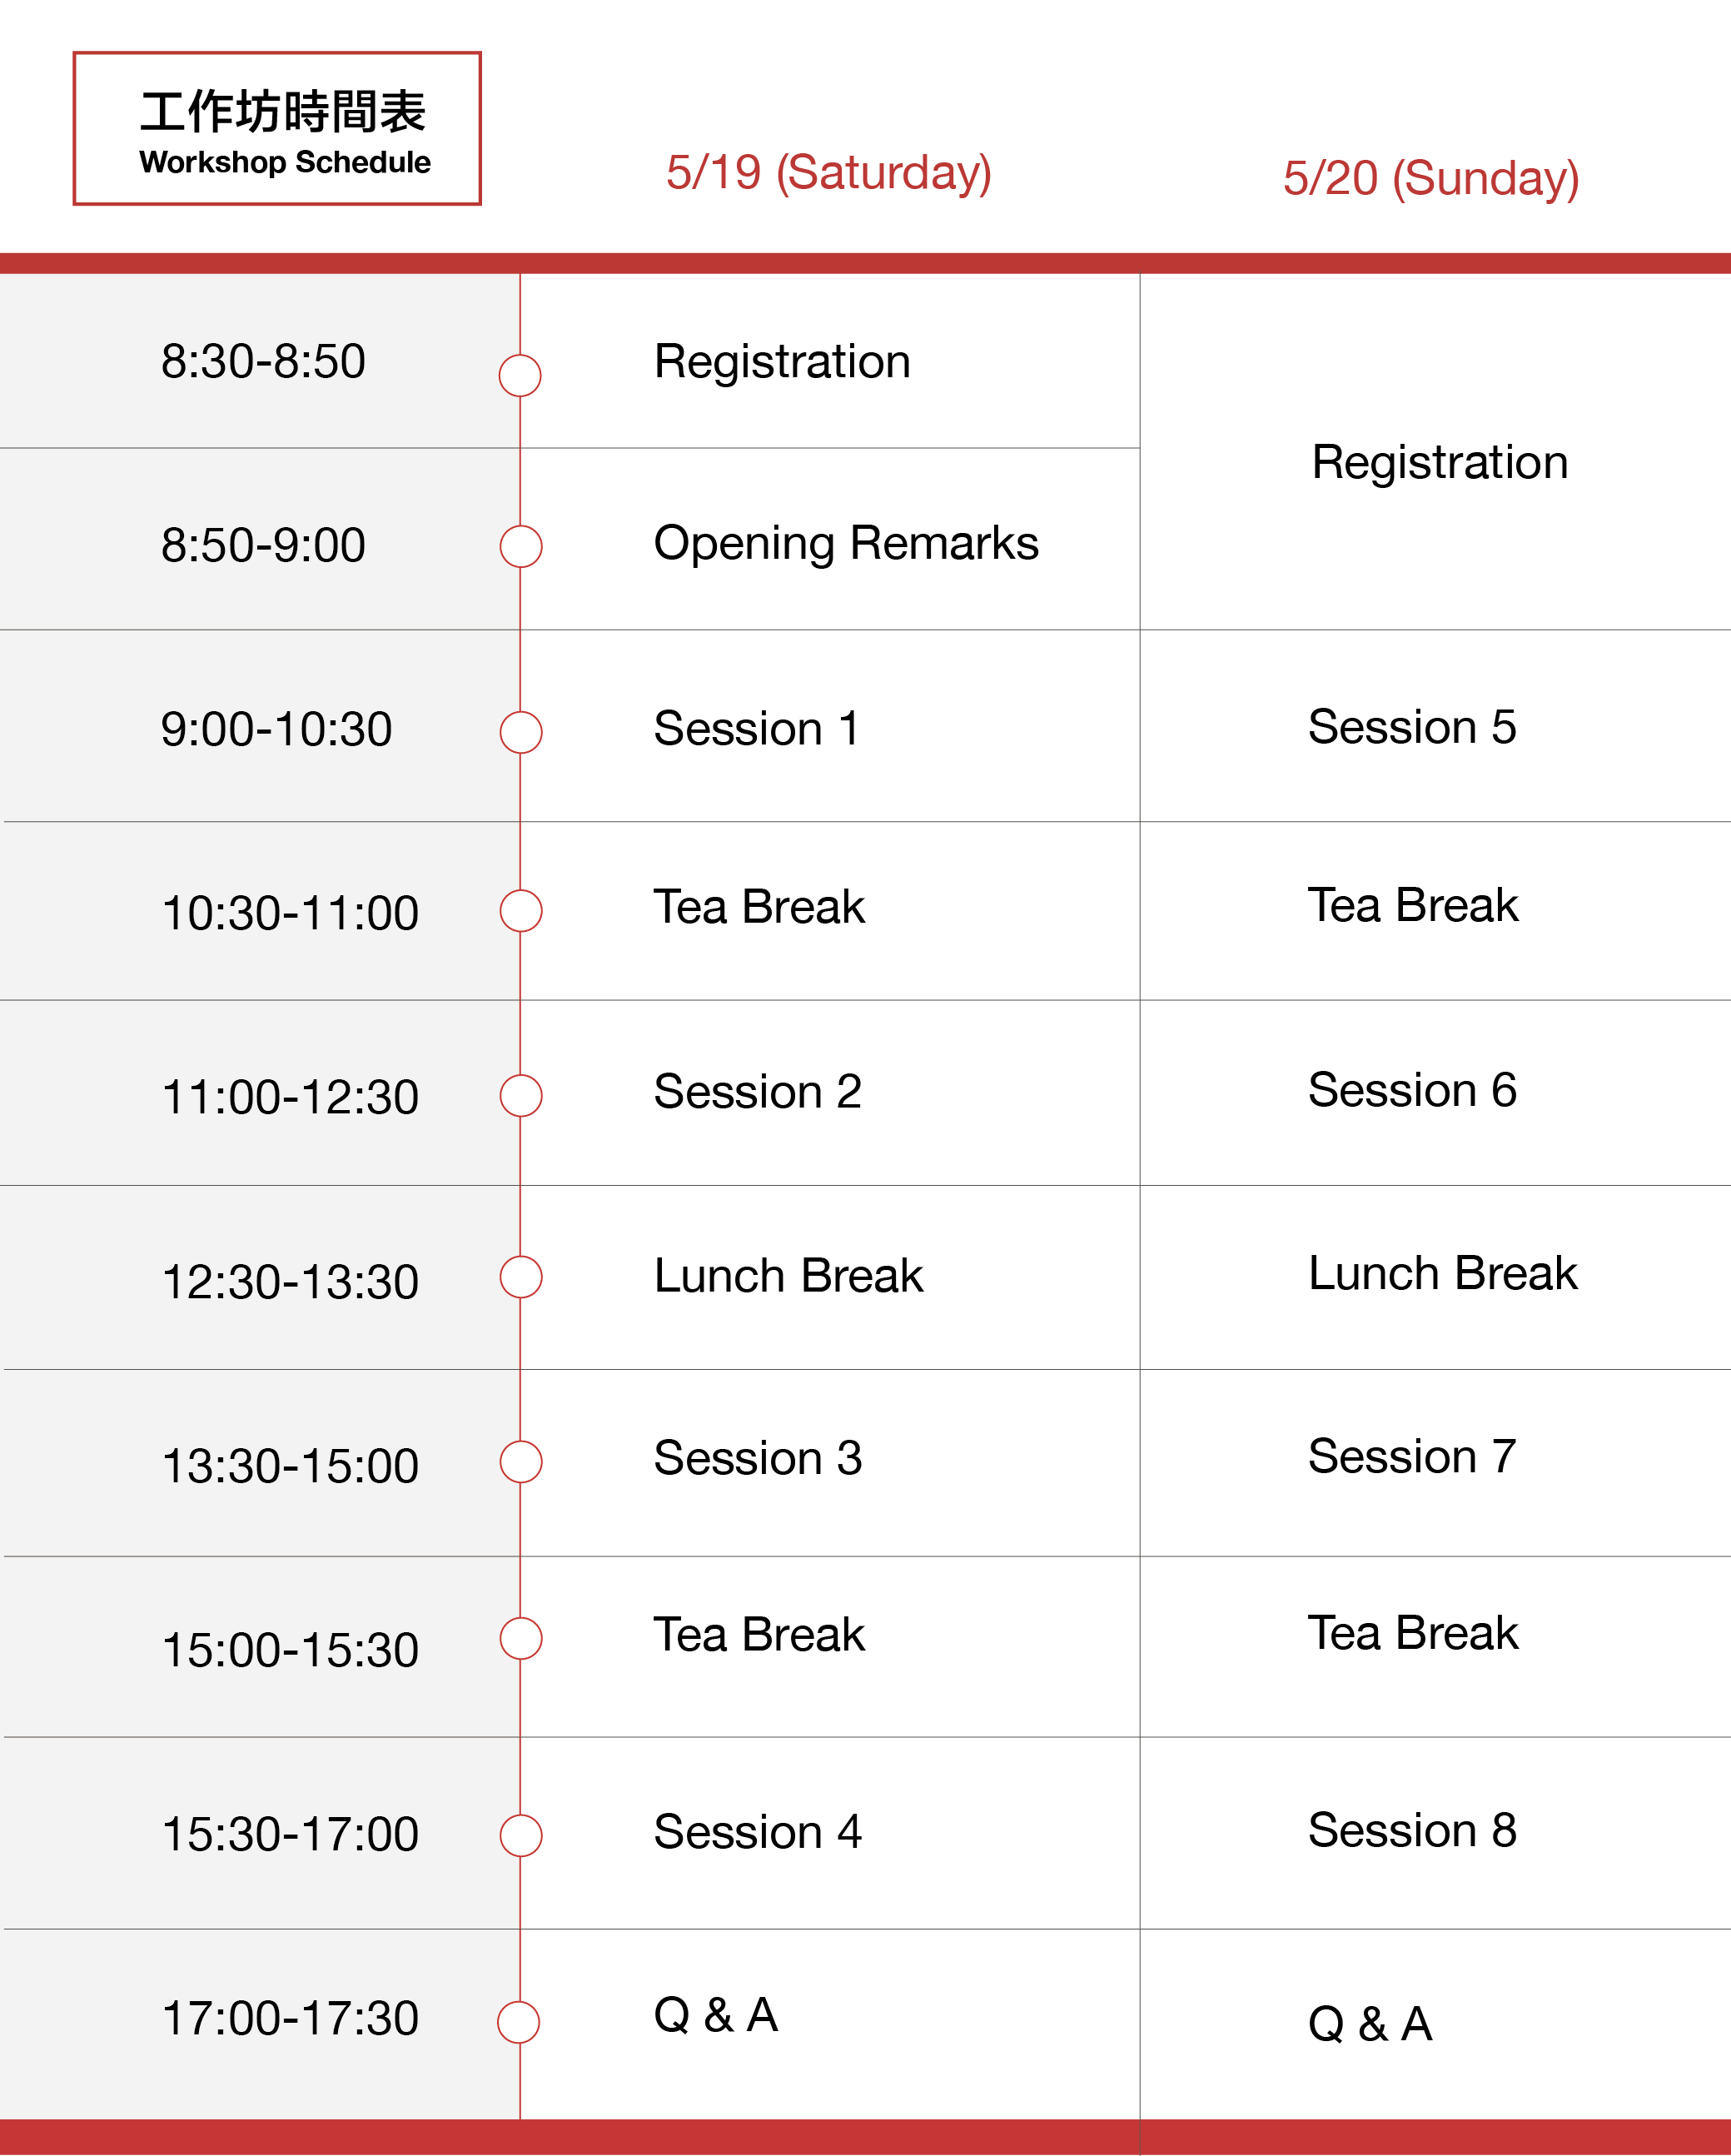 工作坊時間表
Workshop Schedule
5/19 (Saturday)
5/20 (Sunday)
8:30-8:50
Registration
Registration
8:50-9:00
Opening Remarks
9:00-10:30
Session 1
Session 5
10:30-11:00
Tea Break
Tea Break
11:00-12:30
Session 2
Session 6
12:30-13:30
Lunch Break
Lunch Break
13:30-15:00
Session 3
Session 7
15:00-15:30
Tea Break
Tea Break
15:30-17:00
Session 4
Session 8
17:00-17:30
Q & A
Q & A